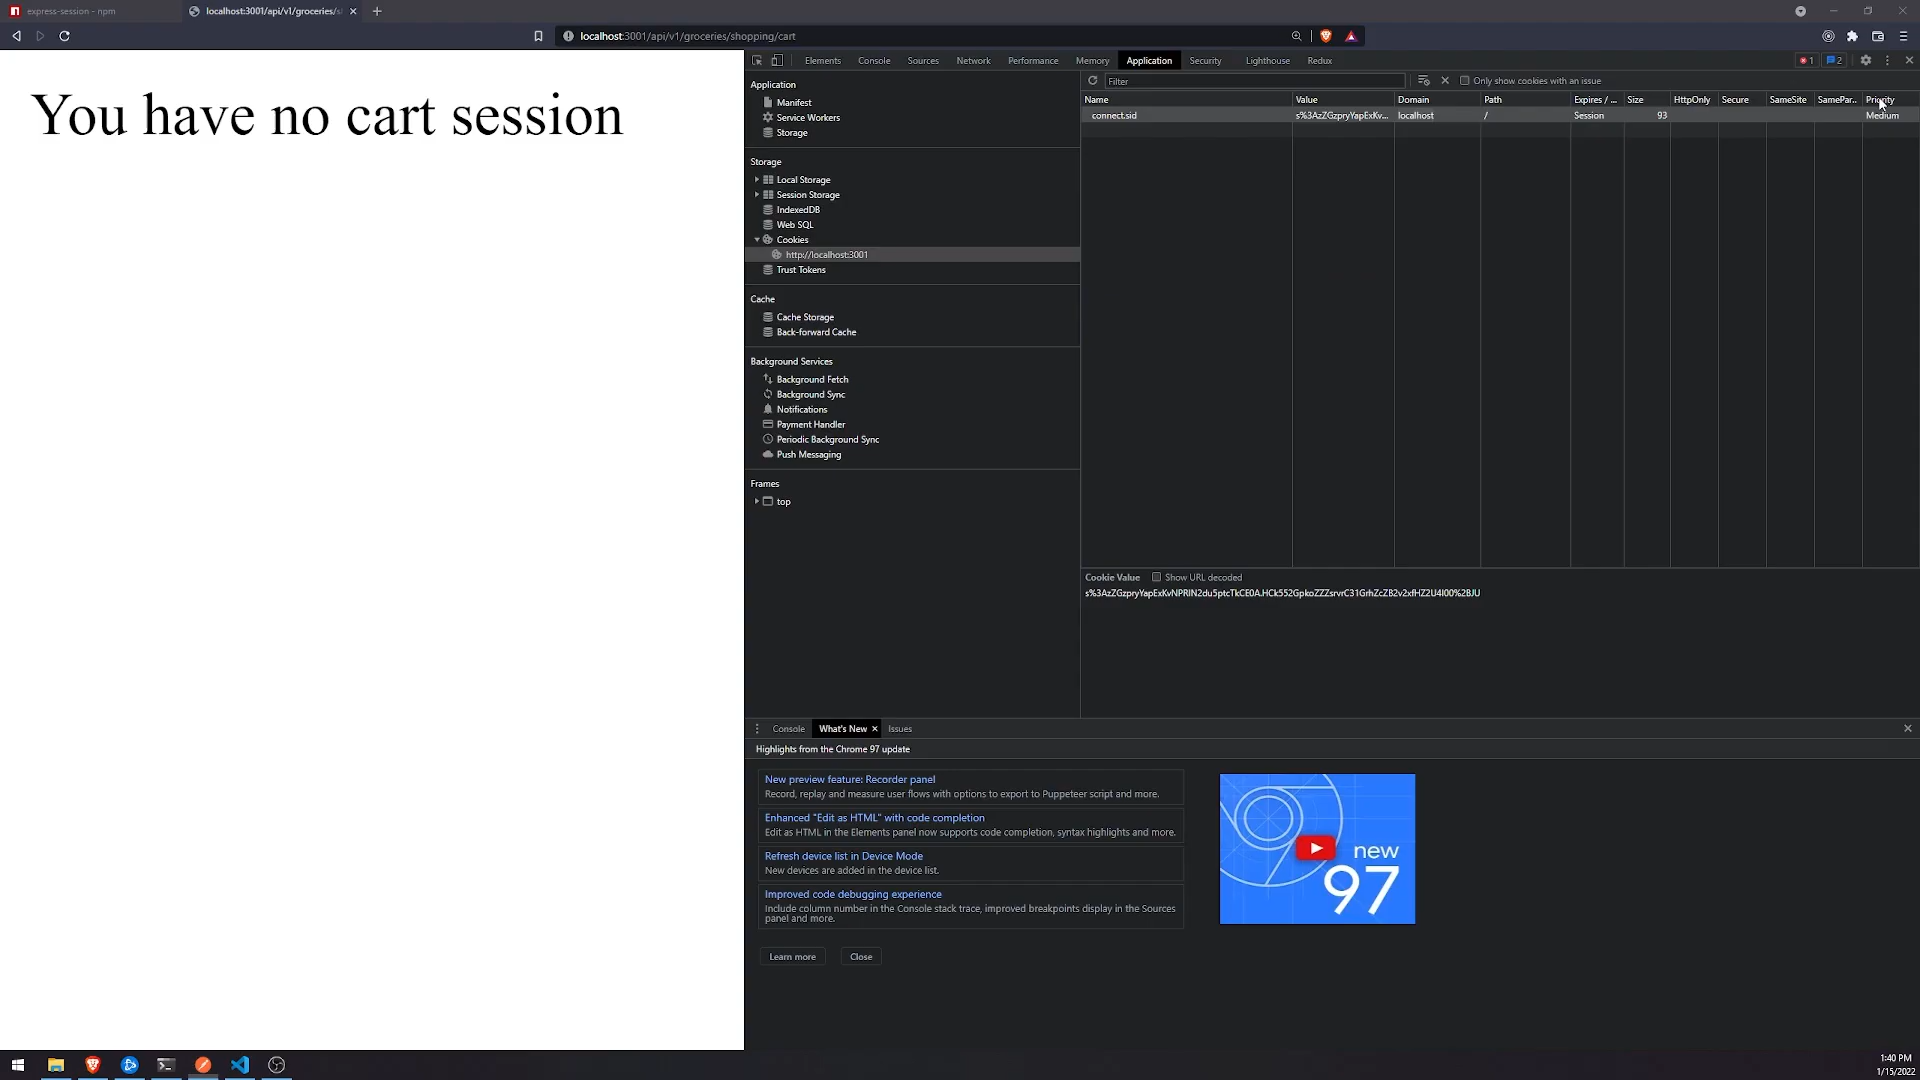 express-session - npm
localhost:3001/api/v1/groceries/s
localhost:3001/api/v1/groceries/shopping/cart
You have no cart session
Elements Console Sources Network Performance Memory Application Security Lighthouse Redux
1 2
Application
Manifest
Service Workers
Storage
Storage
Local Storage
Session Storage
IndexedDB
Web SQL
Cookies
http://localhost:3001
Trust Tokens
Cache
Cache Storage
Back-forward Cache
Background Services
Background Fetch
Background Sync
Notifications
Payment Handler
Periodic Background Sync
Push Messaging
Frames
top
Filter Only show cookies with an issue
Name Value Domain Path Expires / ... Size HttpOnly Secure SameSite SamePar... Priority
connect.sid s%3AzZGzpryYapExKv... localhost / Session 93 Medium
Cookie Value Show URL decoded
Console What's New Issues
Highlights from the Chrome 97 update
New preview feature: Recorder panel
Record, replay and measure user flows with options to export to Puppeteer script and more.
Enhanced "Edit as HTML" with code completion
Edit as HTML in the Elements panel now supports code completion, syntax highlights and more.
Refresh device list in Device Mode
New devices are added in the device list.
Improved code debugging experience
Include column number in the Console stack trace, improved breakpoints display in the Sources
panel and more.
Learn more Close
new
97
1:40 PM
1/15/2022